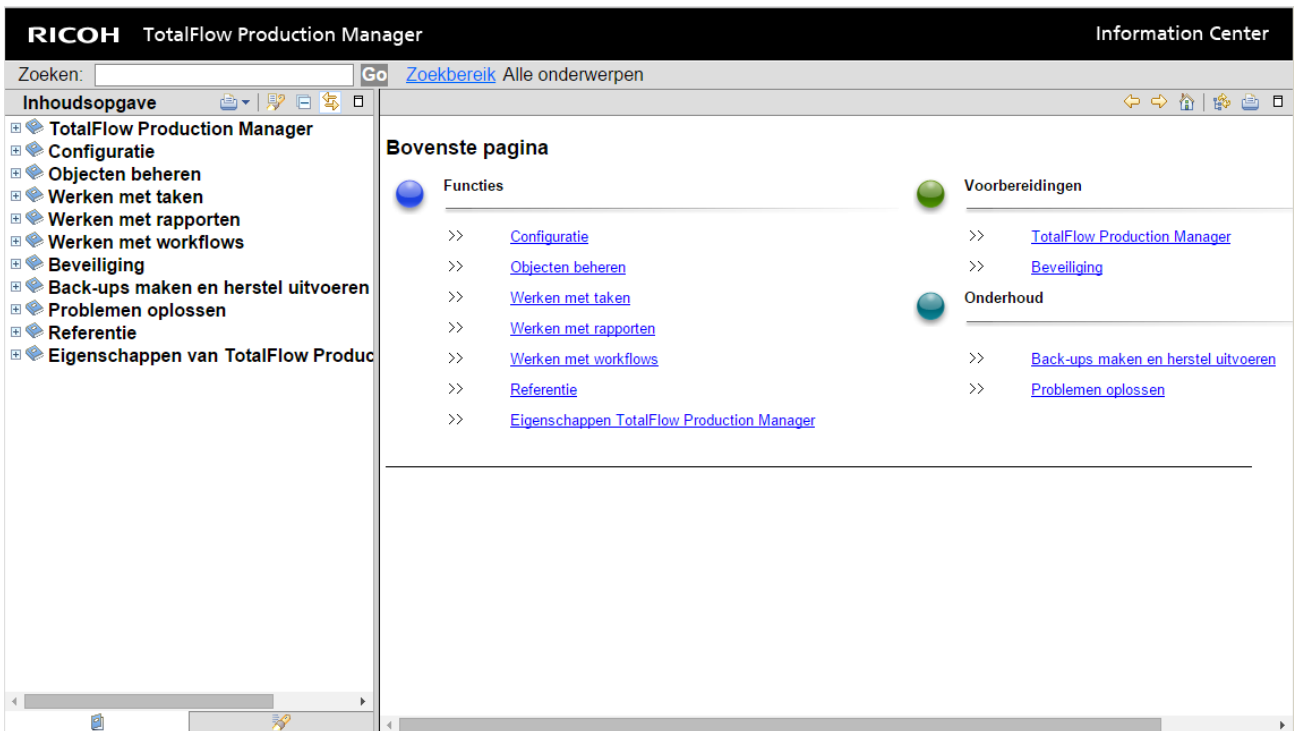 RICOH TotalFlow Production Manager
Information Center
Zoeken:
Go
Zoekbereik Alle onderwerpen
Inhoudsopgave
TotalFlow Production Manager
Configuratie
Objecten beheren
Werken met taken
Werken met rapporten
Werken met workflows
Beveiliging
Back-ups maken en herstel uitvoeren
Problemen oplossen
Referentie
Eigenschappen van TotalFlow Produc
Bovenste pagina
Functies
>> Configuratie
>> Objecten beheren
>> Werken met taken
>> Werken met rapporten
>> Werken met workflows
>> Referentie
>> Eigenschappen TotalFlow Production Manager
Voorbereidingen
>> TotalFlow Production Manager
>> Beveiliging
Onderhoud
>> Back-ups maken en herstel uitvoeren
>> Problemen oplossen